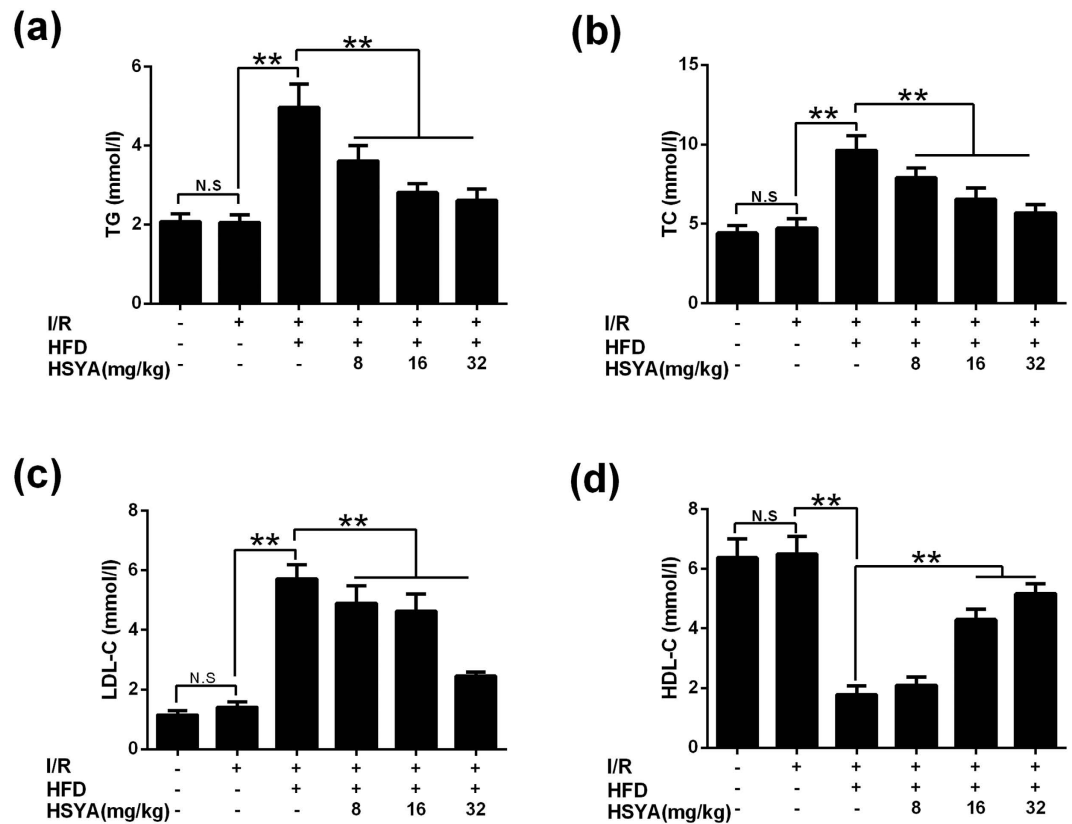 (a)
**
**
6
4
2
0
TG (mmol/l)
N.S
I/R - + + + + +
HFD - - + + + +
HSYA(mg/kg) - - - 8 16 32
(b)
**
**
15
10
5
0
TC (mmol/l)
N.S
I/R - + + + + +
HFD - - + + + +
HSYA(mg/kg) - - - 8 16 32
(c)
**
**
8
6
4
2
0
LDL-C (mmol/l)
N.S
I/R - + + + + +
HFD - - + + + +
HSYA(mg/kg) - - - 8 16 32
(d)
**
**
8
6
4
2
0
HDL-C (mmol/l)
N.S
I/R - + + + + +
HFD - - + + + +
HSYA(mg/kg) - - - 8 16 32